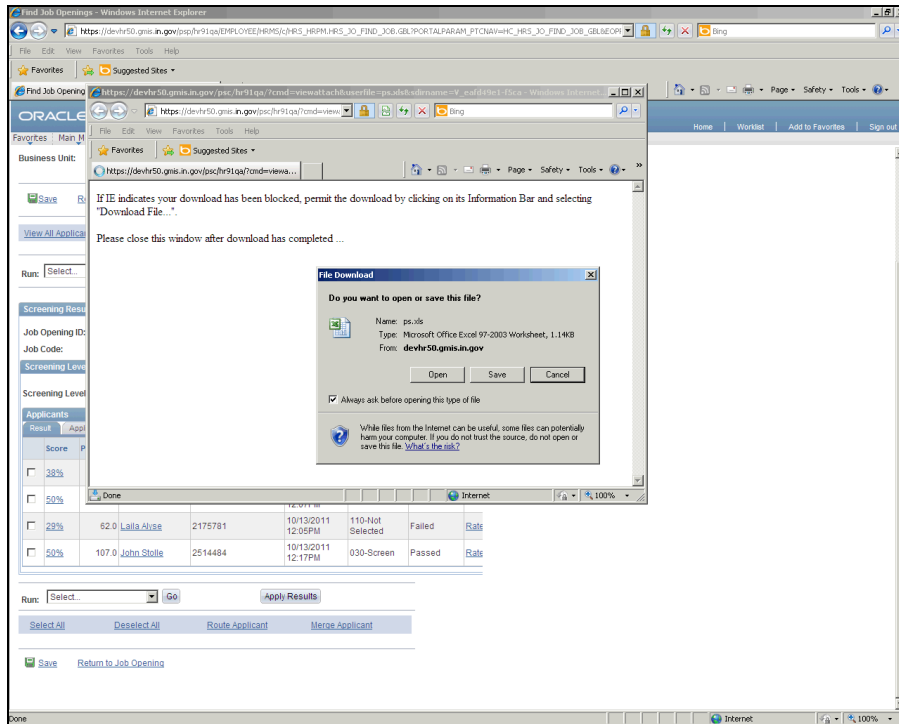 Find Job Openings - Windows Internet Explorer
https://devhr50.gmis.in.gov/psp/hr91qa/EMPLOYEE/HRMS/c/HRS_HRPM.HRS_JO_FIND_JOB.GBL?PORTALPARAM_PTCNAV=HC_HRS_JO_FIND_JOB_GBL&EOPP
Bing
File Edit View Favorites Tools Help
Favorites Suggested Sites
Find Job Opening
Page Safety Tools
ORACLE
Home Worklist Add to Favorites Sign out
Favorites Main M
Business Unit:
Save
View All Applica
Run: Select...
Screening Resu
Job Opening ID:
Job Code:
Screening Leve
Screening Level
Applicants
Result Appl
Score P
38%
50%
29% 62.0 Laila Alyse 2175781 10/13/2011 12:05PM 110-Not Selected Failed Rate
50% 107.0 John Stolle 2514484 10/13/2011 12:17PM 030-Screen Passed Rate
Run: Select... Go Apply Results
Select All Deselect All Route Applicant Merge Applicant
Save Return to Job Opening
Done Internet 100%
https://devhr50.gmis.in.gov/psc/hr91qa/?cmd=viewattach&userfile=ps.xls&sdirname=V_eafd49e1-f5ca - Windows Internet...
https://devhr50.gmis.in.gov/psc/hr91qa/?cmd=viewa
Bing
File Edit View Favorites Tools Help
Favorites Suggested Sites
https://devhr50.gmis.in.gov/psc/hr91qa/?cmd=viewa...
Page Safety Tools
If IE indicates your download has been blocked, permit the download by clicking on its Information Bar and selecting
"Download File...".
Please close this window after download has completed ...
File Download
Do you want to open or save this file?
Name: ps.xls
Type: Microsoft Office Excel 97-2003 Worksheet, 1.14KB
From: devhr50.gmis.in.gov
Open Save Cancel
Always ask before opening this type of file
While files from the Internet can be useful, some files can potentially
harm your computer. If you do not trust the source, do not open or
save this file. What's the risk?
Done Internet 100%